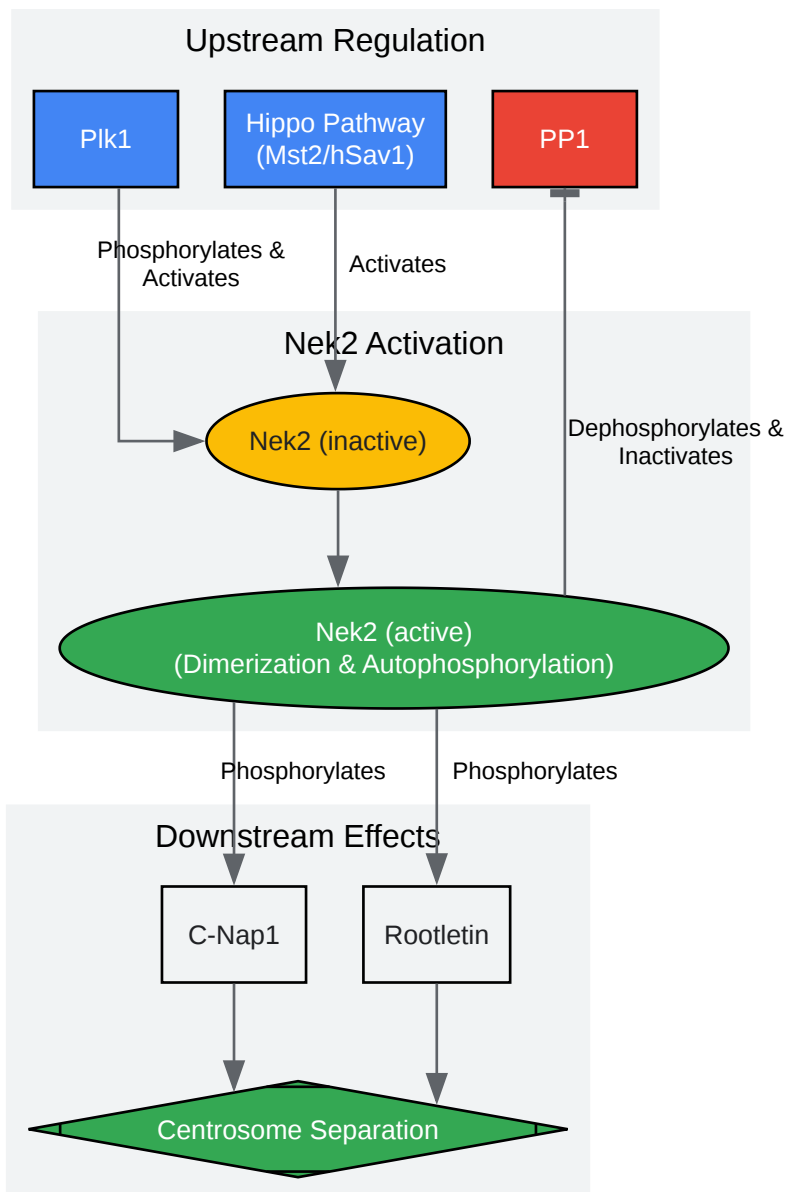 Upstream Regulation
Plk1
Hippo Pathway
(Mst2/hSav1)
PP1
Phosphorylates &
Activates
Activates
Nek2 Activation
Dephosphorylates &
Inactivates
Nek2 (inactive)
Nek2 (active)
(Dimerization & Autophosphorylation)
Phosphorylates
Phosphorylates
Downstream Effects
C-Nap1
Rootletin
Centrosome Separation